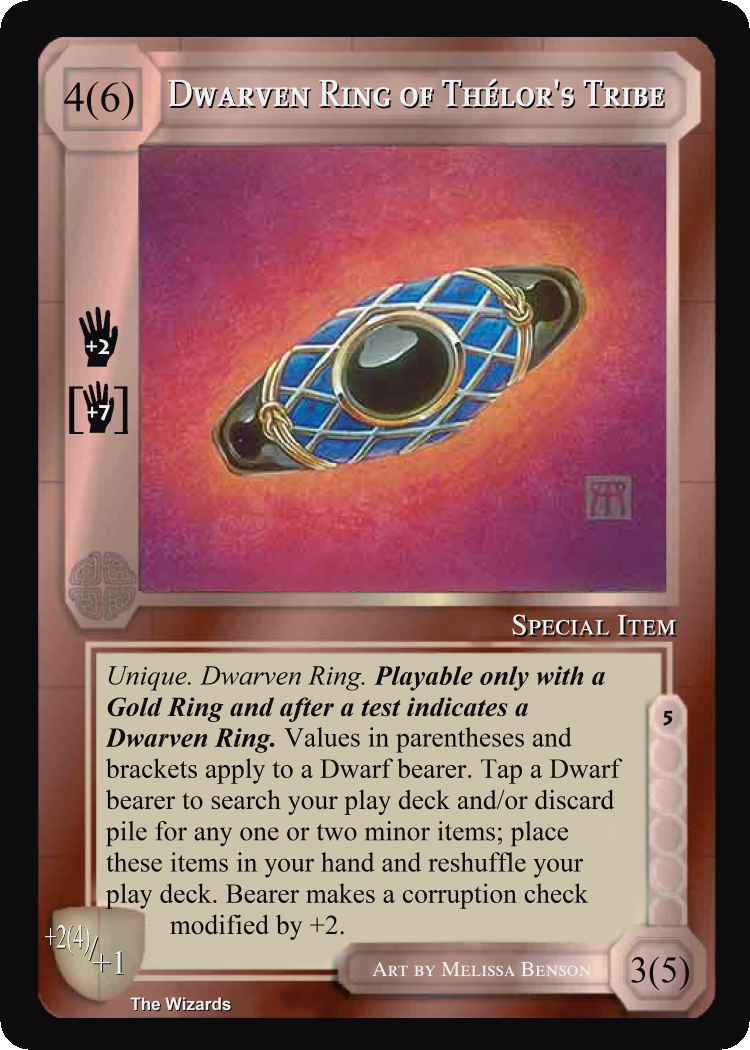 4(6)
Dwarven Ring of Thélor's Tribe
+2
[+7]
Special Item
Unique. Dwarven Ring. Playable only with a
Gold Ring and after a test indicates a
Dwarven Ring. Values in parentheses and
brackets apply to a Dwarf bearer. Tap a Dwarf
bearer to search your play deck and/or discard
pile for any one or two minor items; place
these items in your hand and reshuffle your
play deck. Bearer makes a corruption check
modified by +2.
5
+2(4)/+1
Art by Melissa Benson
3(5)
The Wizards